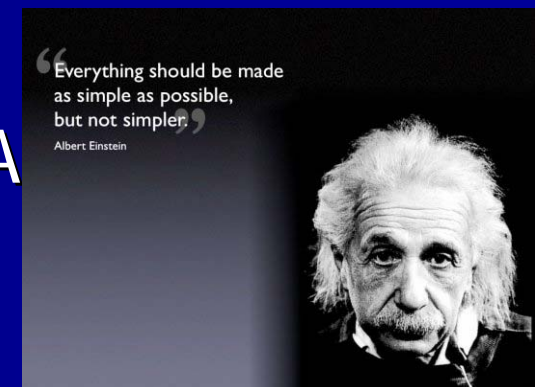 A
“Everything should be made
as simple as possible,
but not simpler.”
Albert Einstein